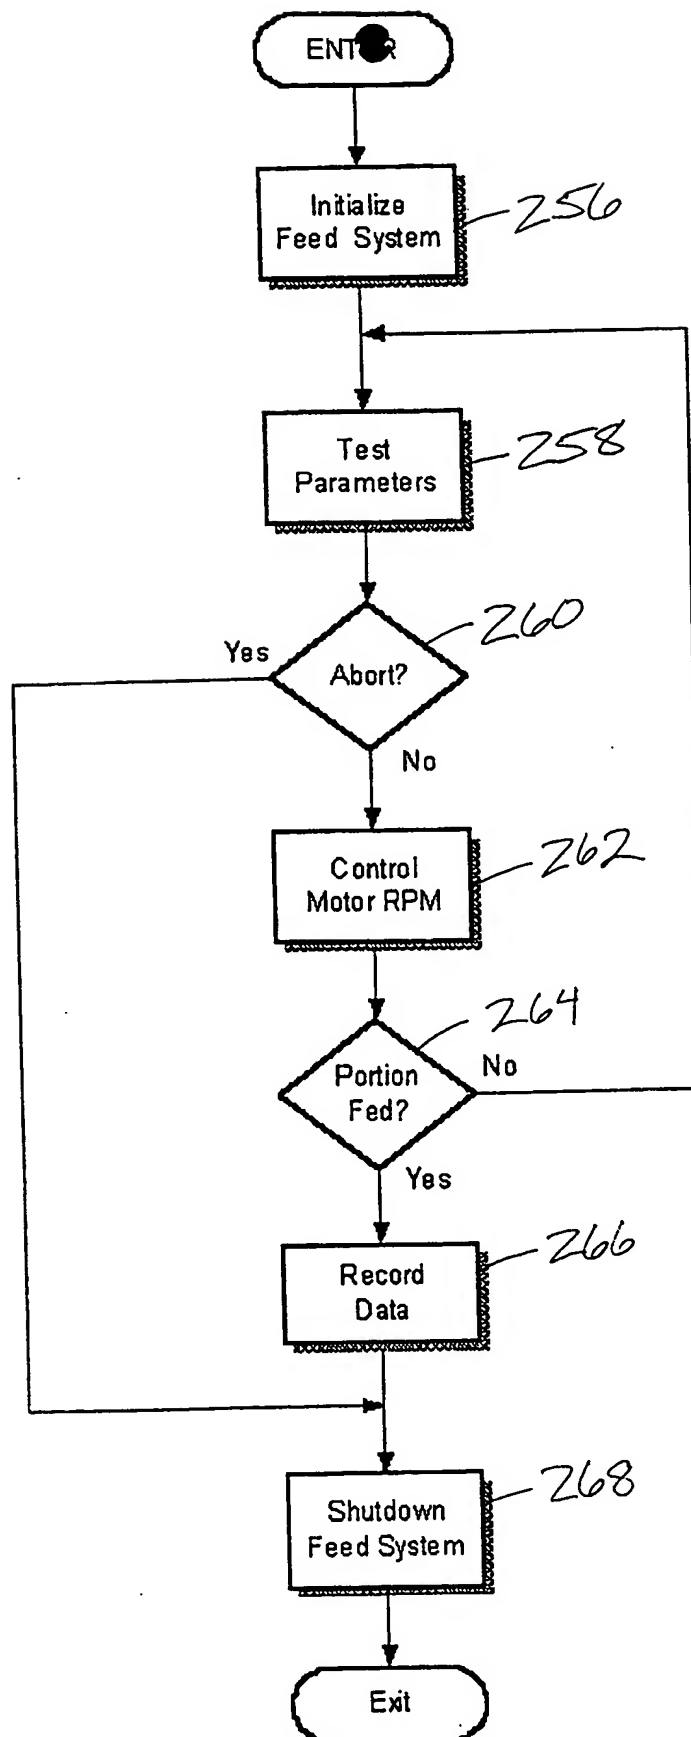 ENTER
Initialize
Feed System
256
Test
Parameters
258
260
Yes
Abort?
No
Control
Motor RPM
262
264
Portion
Fed?
No
Yes
Record
Data
266
Shutdown
Feed System
268
Exit